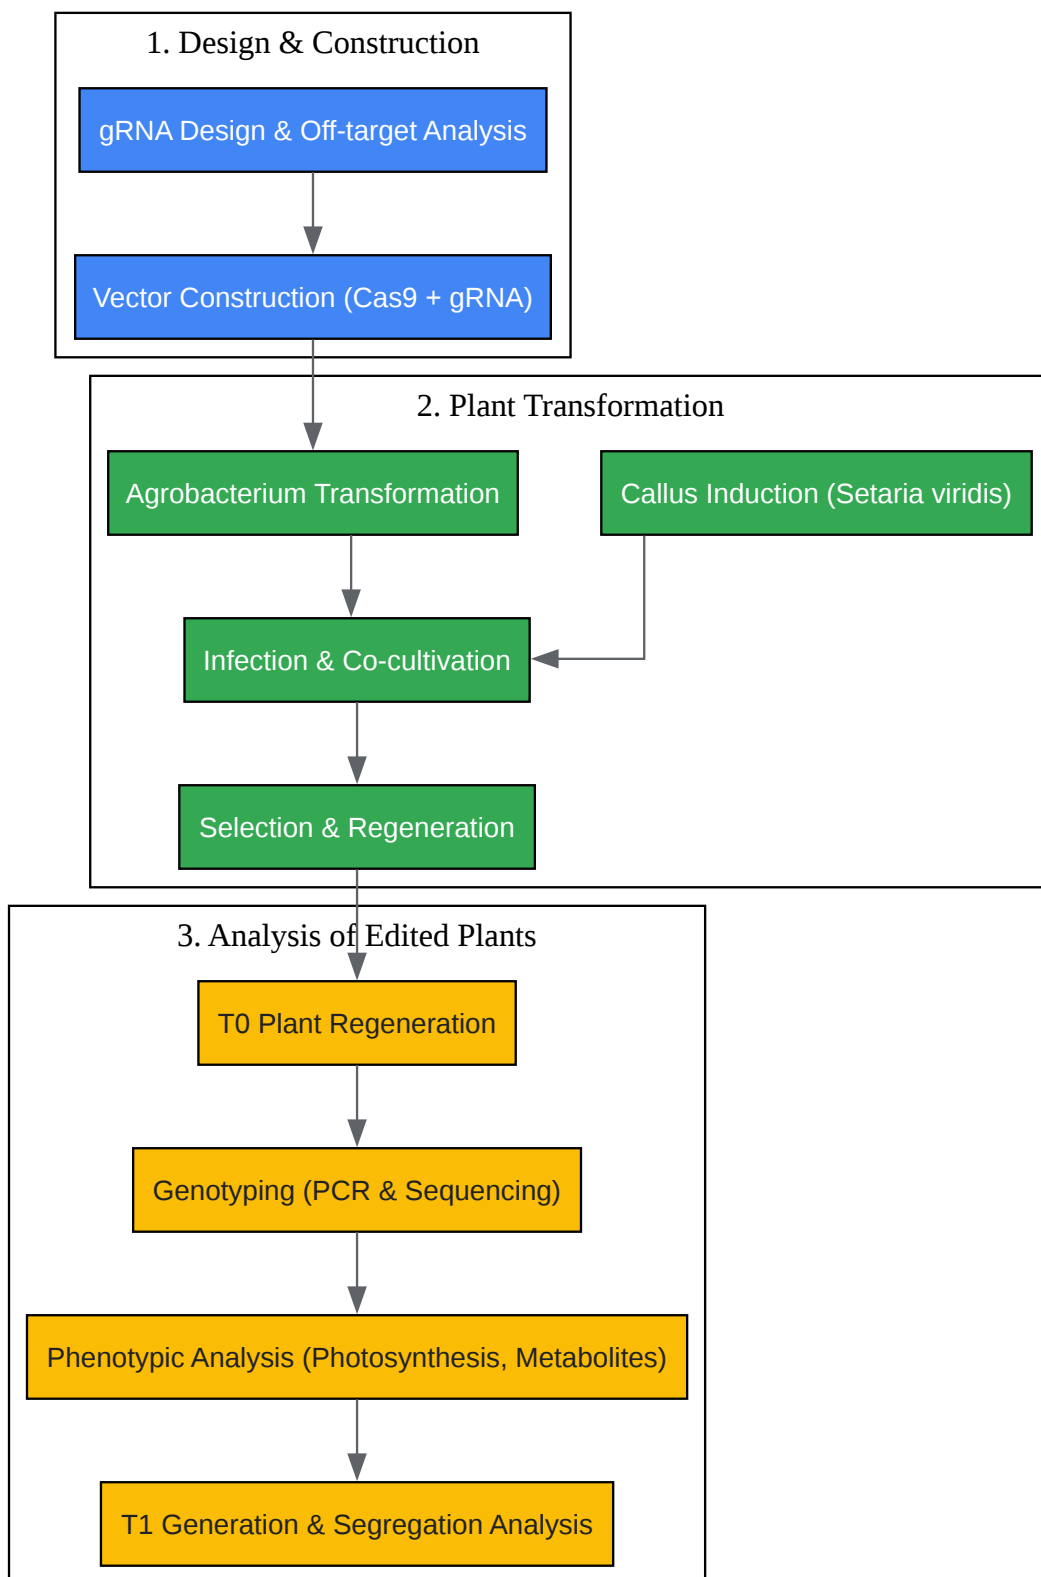 1. Design & Construction
gRNA Design & Off-target Analysis
Vector Construction (Cas9 + gRNA)
2. Plant Transformation
Agrobacterium Transformation
Callus Induction (Setaria viridis)
Infection & Co-cultivation
Selection & Regeneration
3. Analysis of Edited Plants
T0 Plant Regeneration
Genotyping (PCR & Sequencing)
Phenotypic Analysis (Photosynthesis, Metabolites)
T1 Generation & Segregation Analysis